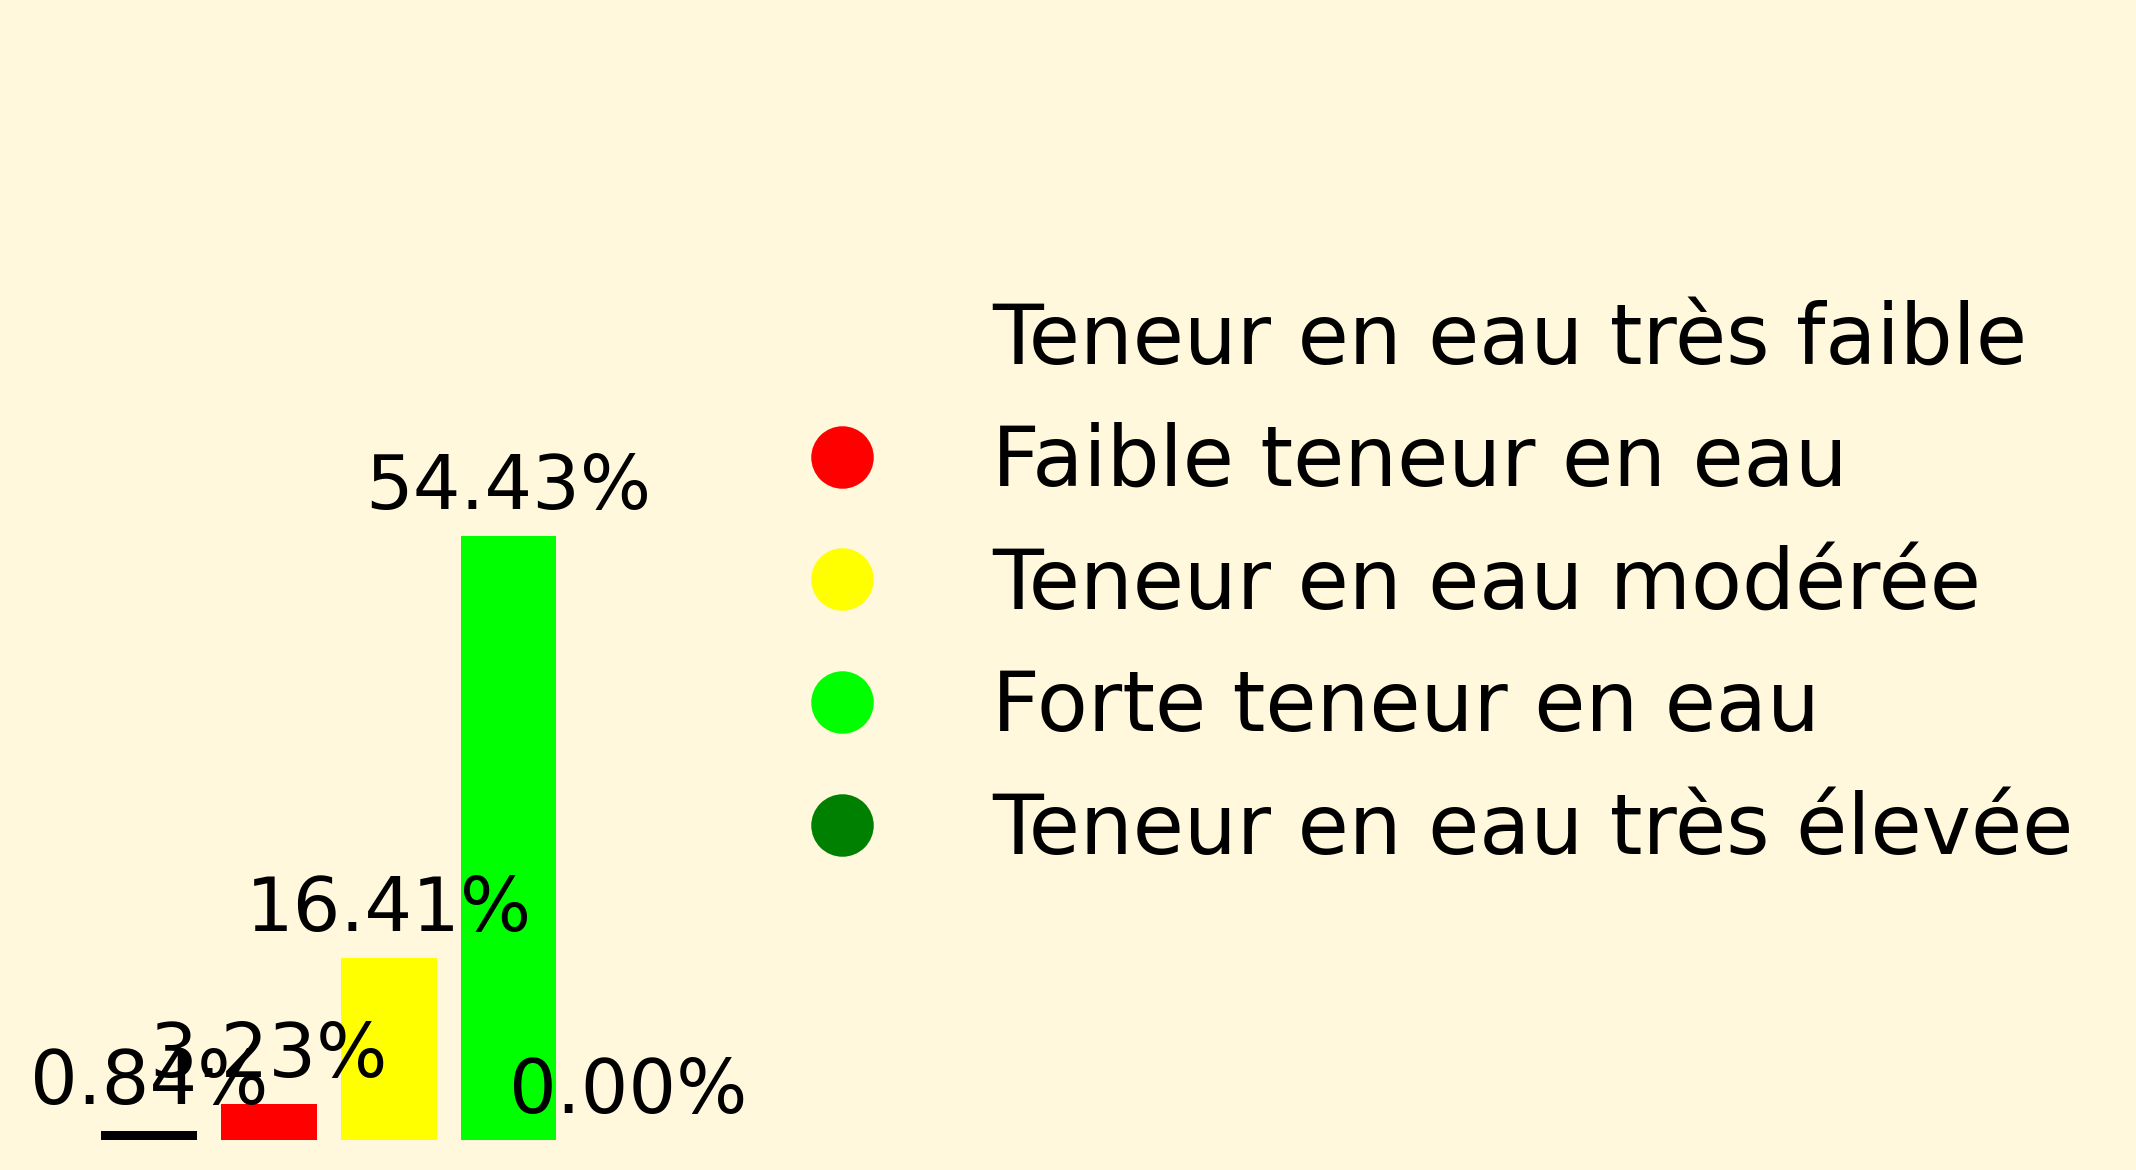 Teneur en eau très faible
Faible teneur en eau
54.43%
Teneur en eau modérée
Forte teneur en eau
Teneur en eau très élevée
16.41%
3.23%
0.84%
0.00%